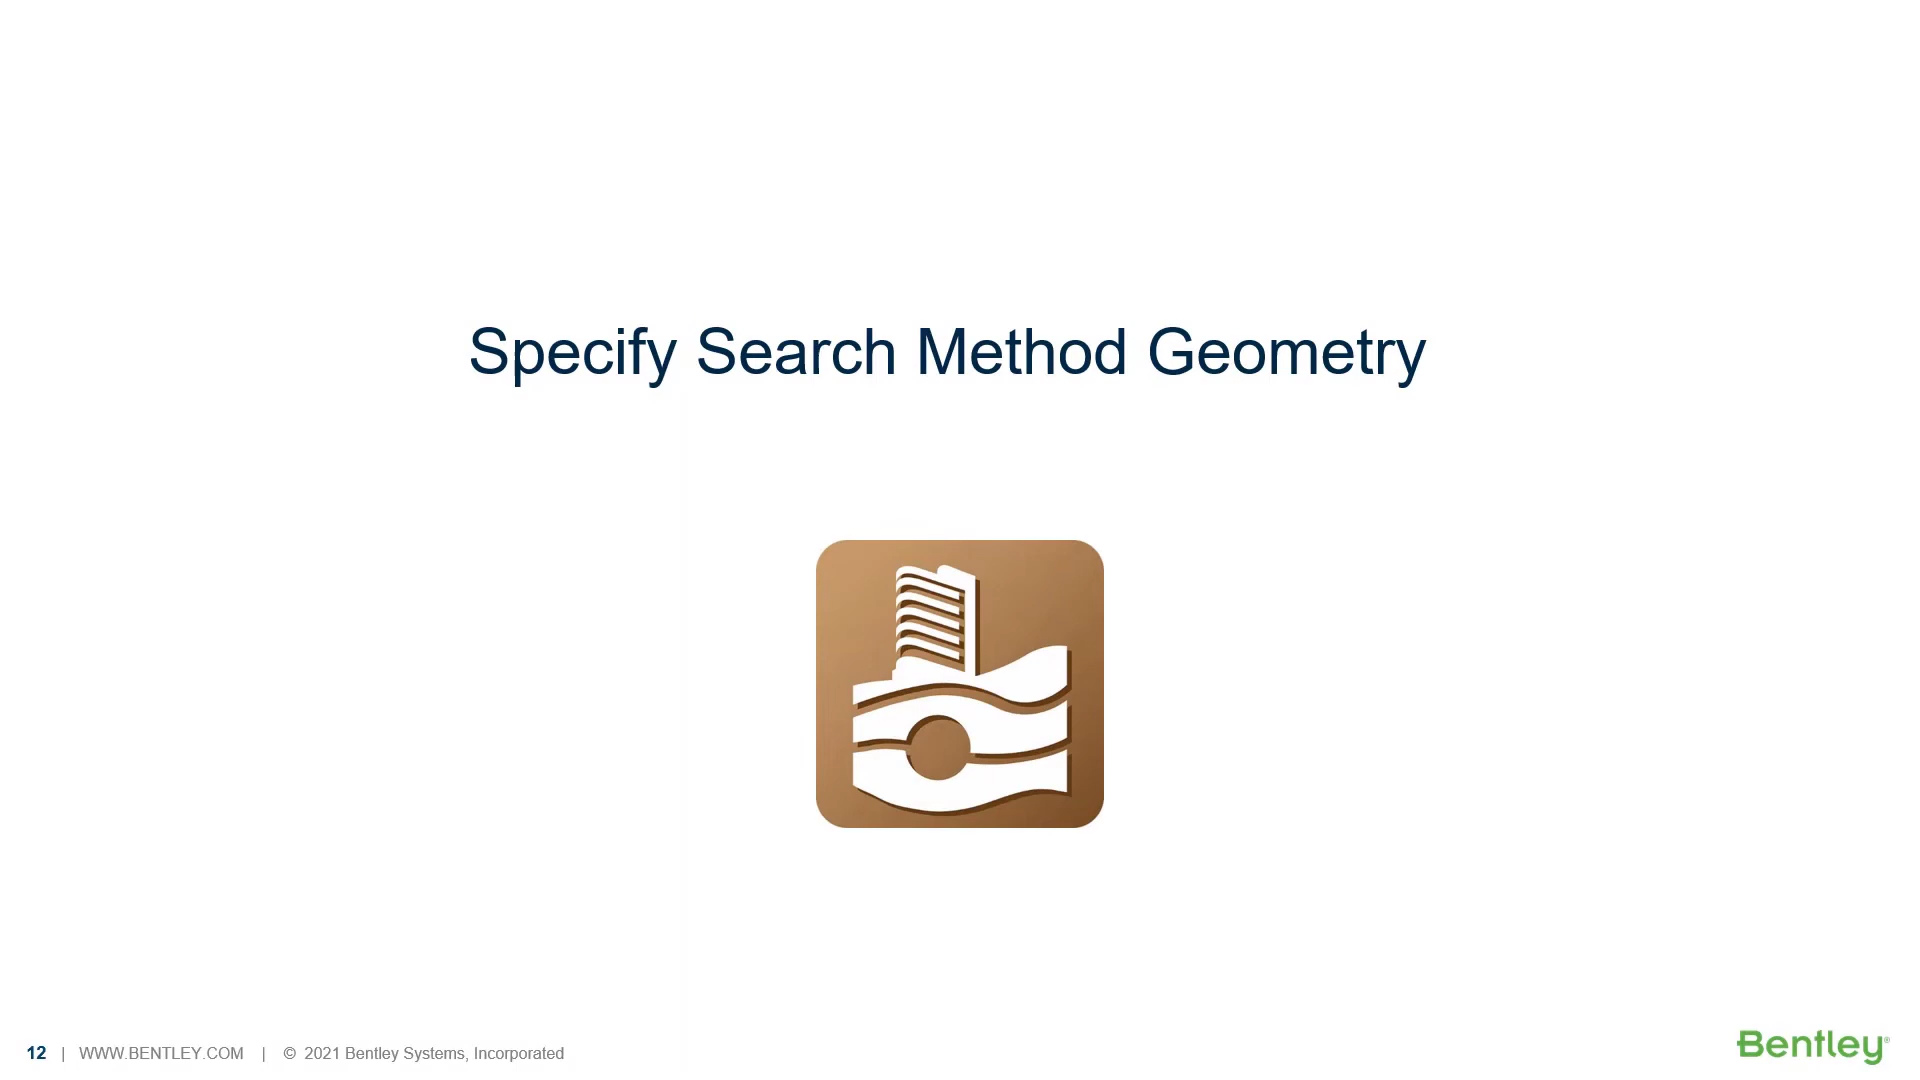 Specify Search Method Geometry
12 | WWW.BENTLEY.COM | © 2021 Bentley Systems, Incorporated
Bentley®